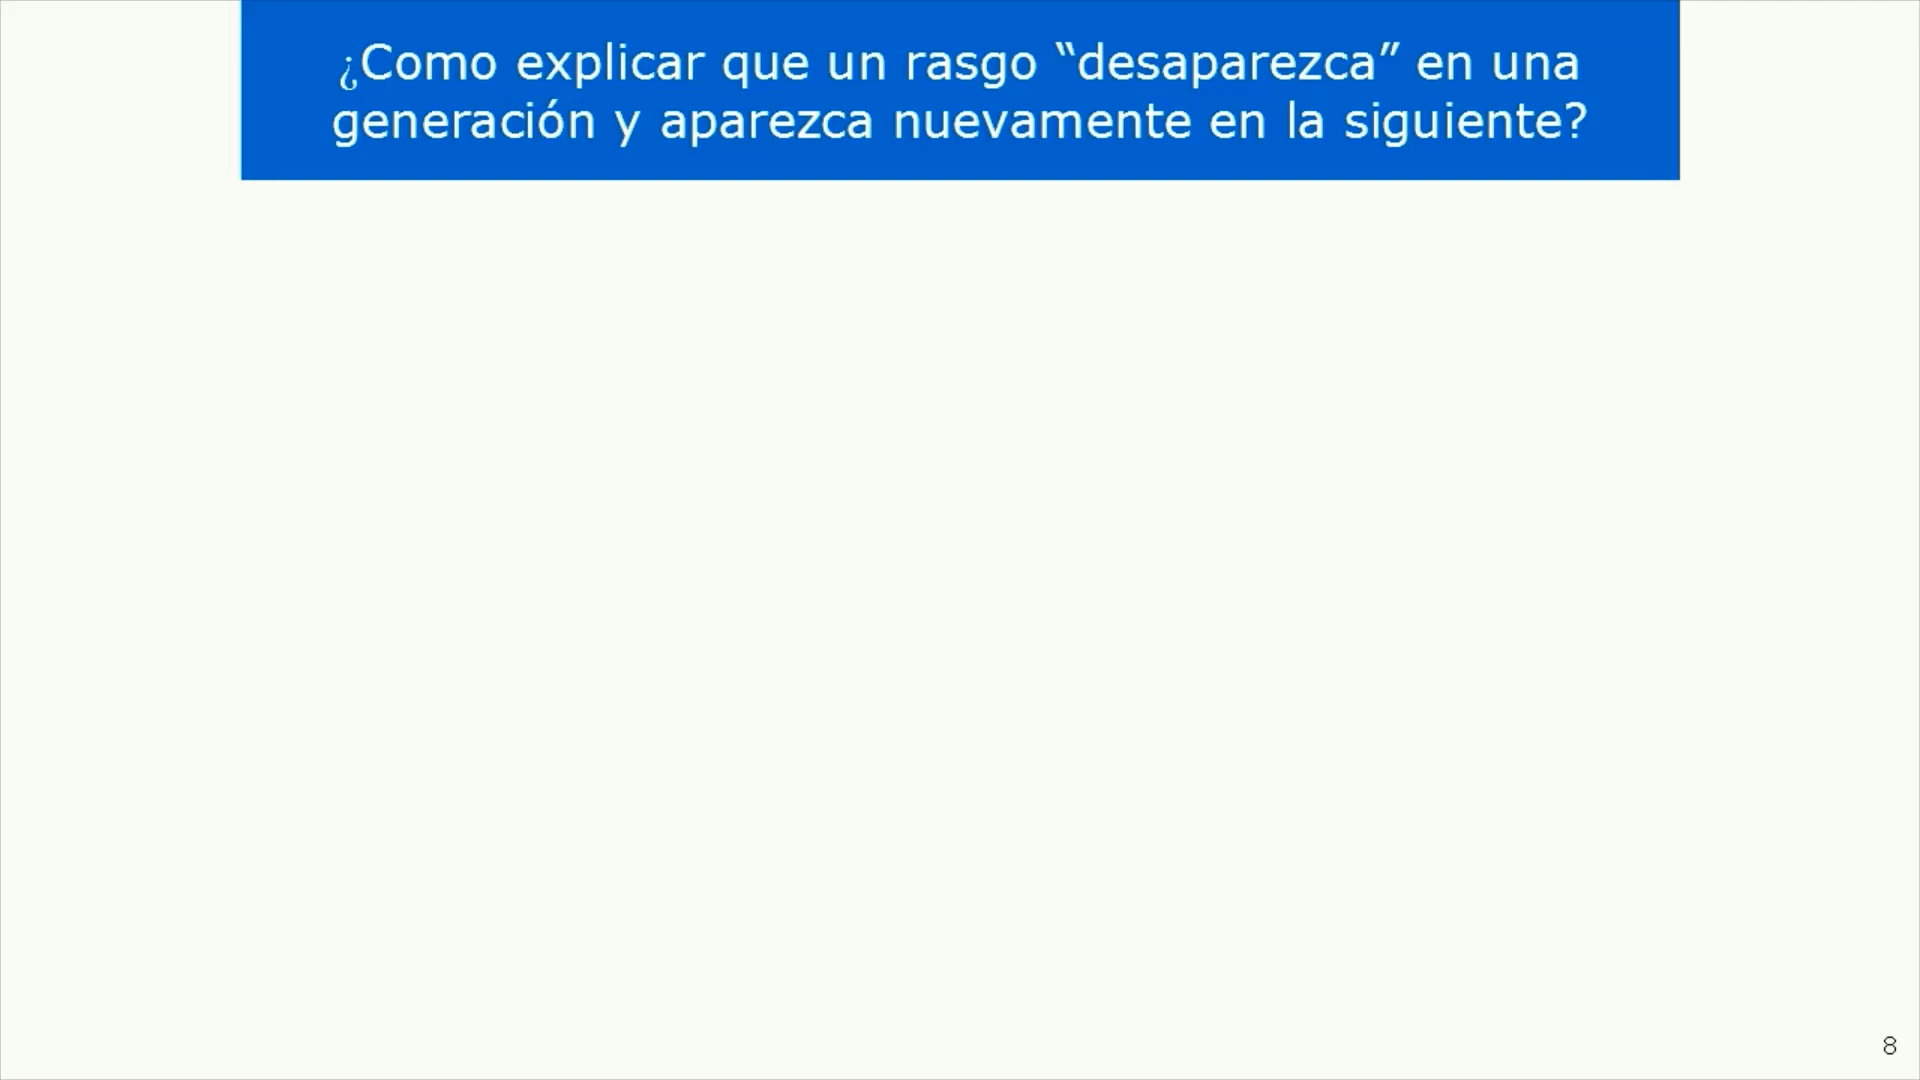 ¿Como explicar que un rasgo “desaparezca” en una
generación y aparezca nuevamente en la siguiente?
8